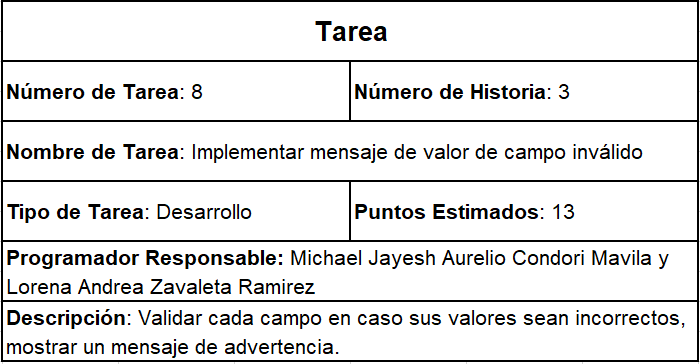 Tarea
Número de Tarea: 8
Número de Historia: 3
Nombre de Tarea: Implementar mensaje de valor de campo inválido
Tipo de Tarea: Desarrollo
Puntos Estimados: 13
Programador Responsable: Michael Jayesh Aurelio Condori Mavila y
Lorena Andrea Zavaleta Ramirez
Descripción: Validar cada campo en caso sus valores sean incorrectos,
mostrar un mensaje de advertencia.